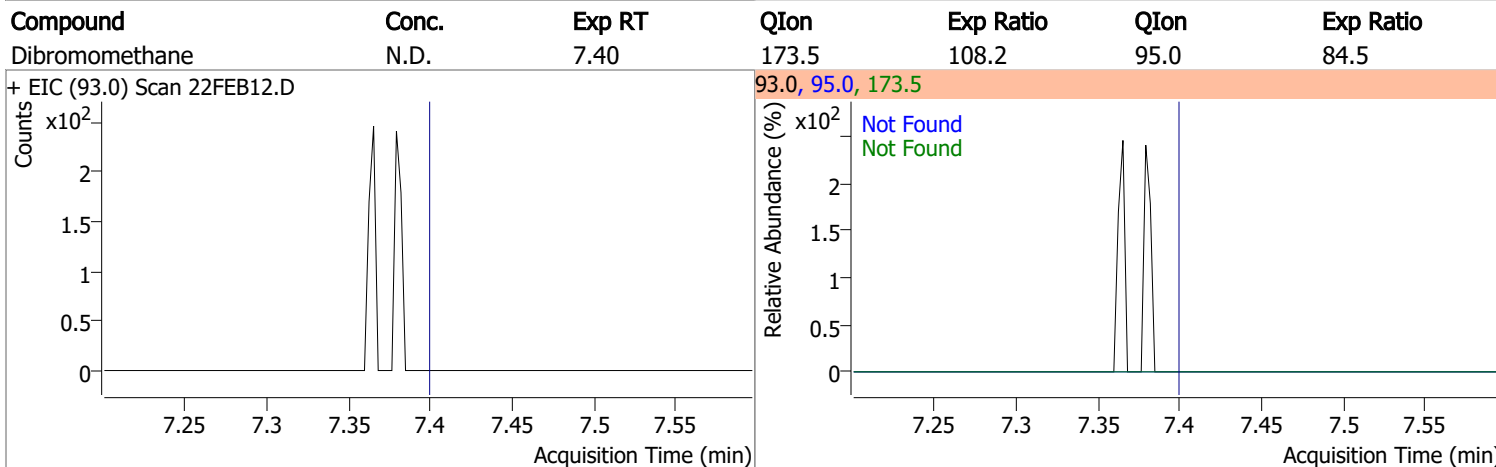 Compound Conc. Exp RT QIon Exp Ratio QIon Exp Ratio
Dibromomethane N.D. 7.40 173.5 108.2 95.0 84.5
+ EIC (93.0) Scan 22FEB12.D
Counts
x10²
2
1.5
1
0.5
0
7.25 7.3 7.35 7.4 7.45 7.5 7.55
Acquisition Time (min)
93.0, 95.0, 173.5
Relative Abundance (%)
x10²
Not Found
Not Found
2
1.5
1
0.5
0
7.25 7.3 7.35 7.4 7.45 7.5 7.55
Acquisition Time (min)